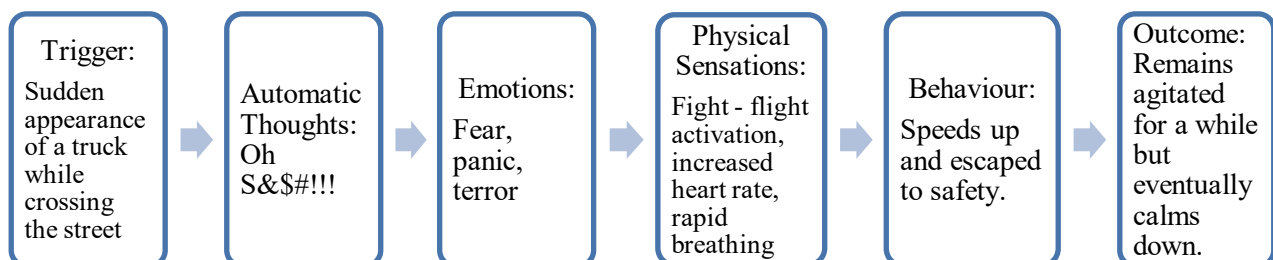 Trigger:
Sudden
appearance
of a truck
while
crossing
the street
Automatic
Thoughts:
Oh
S&$#!!!
Emotions:
Fear,
panic,
terror
Physical
Sensations:
Fight - flight
activation,
increased
heart rate,
rapid
breathing
Behaviour:
Speeds up
and escaped
to safety.
Outcome:
Remains
agitated
for a while
but
eventually
calms
down.